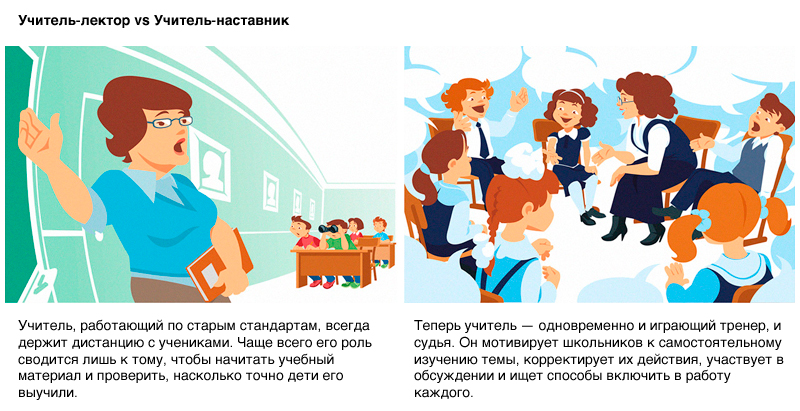 Учитель-лектор vs Учитель-наставник
Учитель, работающий по старым стандартам, всегда
держит дистанцию с учениками. Чаще всего его роль
сводится лишь к тому, чтобы начитать учебный
материал и проверить, насколько точно дети его
выучили.
Теперь учитель — одновременно и играющий тренер, и
судья. Он мотивирует школьников к самостоятельному
изучению темы, корректирует их действия, участвует в
обсуждении и ищет способы включить в работу
каждого.